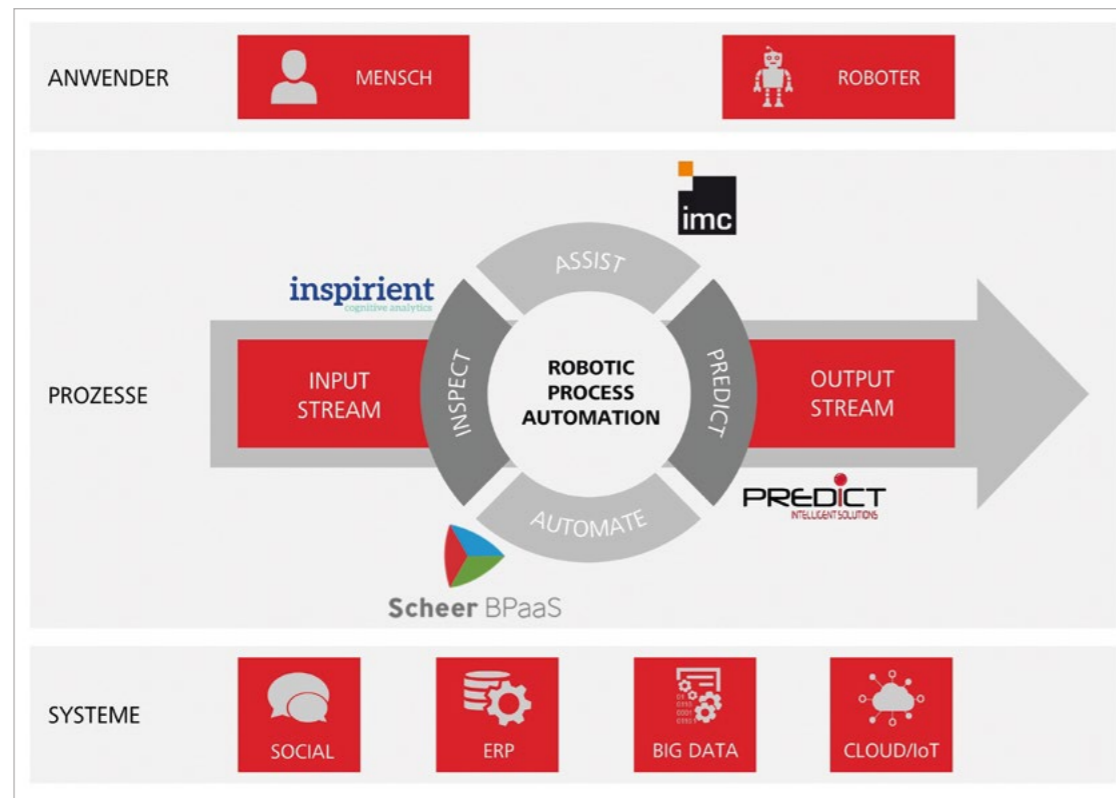 ANWENDER
MENSCH
ROBOTER
PROZESSE
imc
inspirient
cognitive analytics
ASSIST
INPUT
STREAM
INSPECT
ROBOTIC
PROCESS
AUTOMATION
PREDICT
OUTPUT
STREAM
AUTOMATE
PREDICT
INTELLIGENT SOLUTIONS
Scheer BPaaS
SYSTEME
SOCIAL
ERP
BIG DATA
CLOUD/IoT